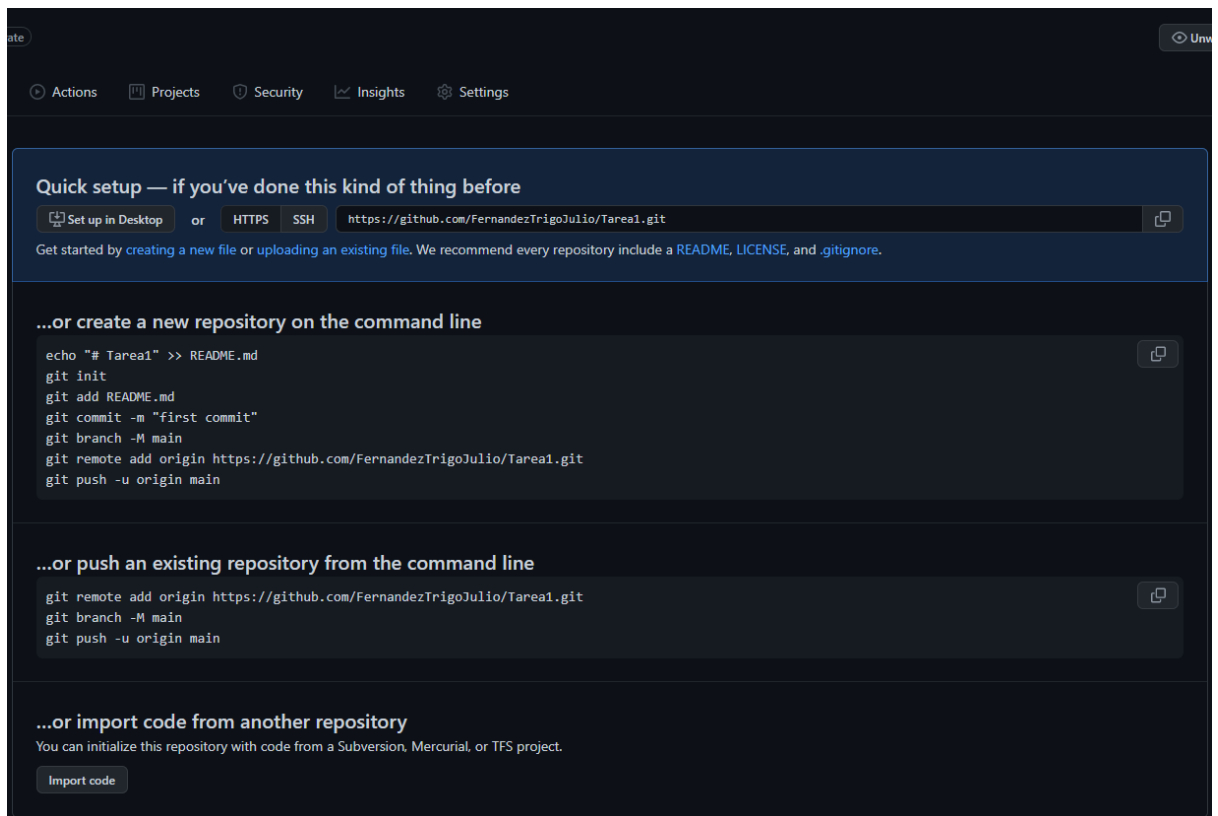 ate
Unw
Actions Projects Security Insights Settings
Quick setup — if you’ve done this kind of thing before
Set up in Desktop or HTTPS SSH https://github.com/FernandezTrigoJulio/Tarea1.git
Get started by creating a new file or uploading an existing file. We recommend every repository include a README, LICENSE, and .gitignore.
...or create a new repository on the command line
echo "# Tarea1" >> README.md
git init
git add README.md
git commit -m "first commit"
git branch -M main
git remote add origin https://github.com/FernandezTrigoJulio/Tarea1.git
git push -u origin main
...or push an existing repository from the command line
git remote add origin https://github.com/FernandezTrigoJulio/Tarea1.git
git branch -M main
git push -u origin main
...or import code from another repository
You can initialize this repository with code from a Subversion, Mercurial, or TFS project.
Import code